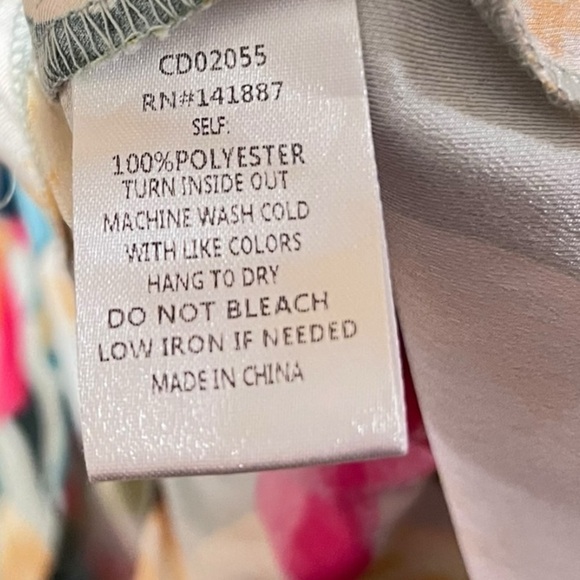 CD02055
RN#141887
SELF:
100%POLYESTER
TURN INSIDE OUT
MACHINE WASH COLD
WITH LIKE COLORS
HANG TO DRY
DO NOT BLEACH
LOW IRON IF NEEDED
MADE IN CHINA